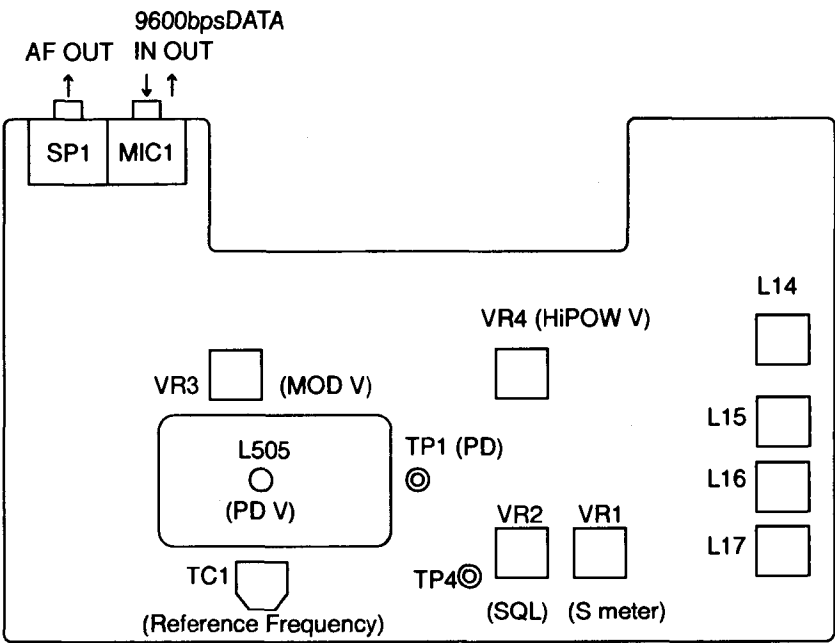 9600bpsDATA
AF OUT IN OUT
SP1 MIC1
L14
VR4 (HiPOW V)
VR3 (MOD V)
L15
L505
TP1 (PD)
L16
(PD V)
VR2 VR1
L17
TC1
TP4
(SQL) (S meter)
(Reference Frequency)